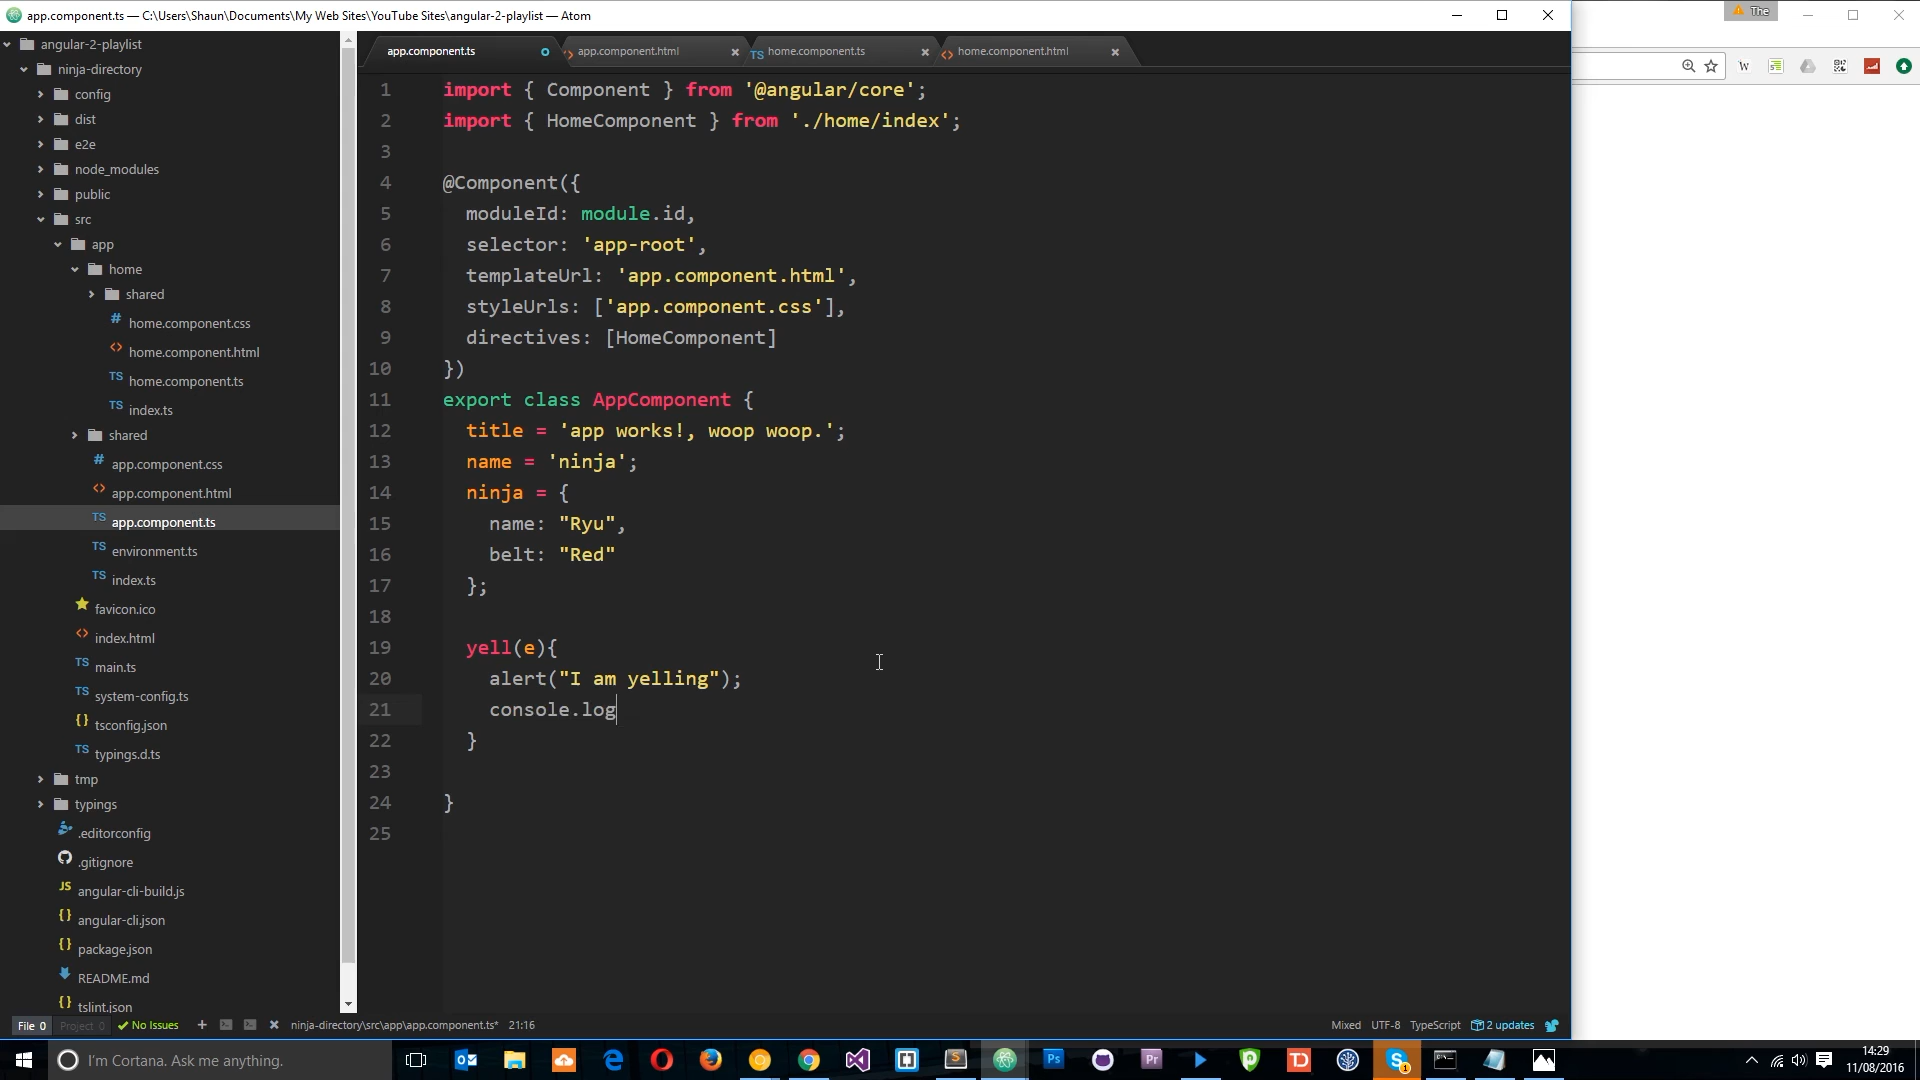 app.component.ts — C:\Users\Shaun\Documents\My Web Sites\YouTube Sites\angular-2-playlist — Atom
The
angular-2-playlist
ninja-directory
config
dist
e2e
node_modules
public
src
app
home
shared
home.component.css
home.component.html
home.component.ts
index.ts
shared
app.component.css
app.component.html
app.component.ts
environment.ts
index.ts
favicon.ico
index.html
main.ts
system-config.ts
tsconfig.json
typings.d.ts
tmp
typings
.editorconfig
.gitignore
angular-cli-build.js
angular-cli.json
package.json
README.md
tslint.json
app.component.ts
app.component.html
home.component.ts
home.component.html
1 import { Component } from '@angular/core';
2 import { HomeComponent } from './home/index';
3
4 @Component({
5 moduleId: module.id,
6 selector: 'app-root',
7 templateUrl: 'app.component.html',
8 styleUrls: ['app.component.css'],
9 directives: [HomeComponent]
10 })
11 export class AppComponent {
12 title = 'app works!, woop woop.';
13 name = 'ninja';
14 ninja = {
15 name: "Ryu",
16 belt: "Red"
17 };
18
19 yell(e){
20 alert("I am yelling");
21 console.log
22 }
23
24 }
25
File 0 Project 0 No Issues ninja-directory\src\app\app.component.ts* 21:16
Mixed UTF-8 TypeScript 2 updates
I'm Cortana. Ask me anything.
14:29
11/08/2016